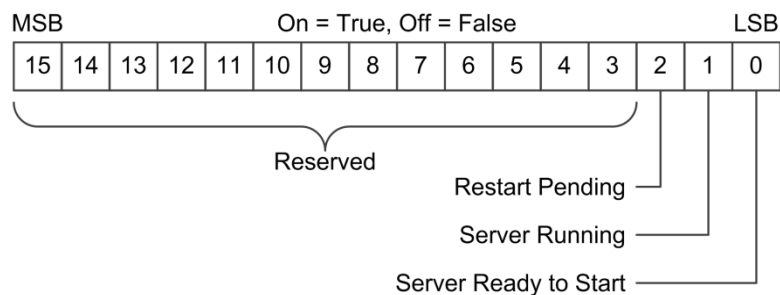 MSB On = True, Off = False LSB
15 14 13 12 11 10 9 8 7 6 5 4 3 2 1 0
Reserved
Restart Pending
Server Running
Server Ready to Start